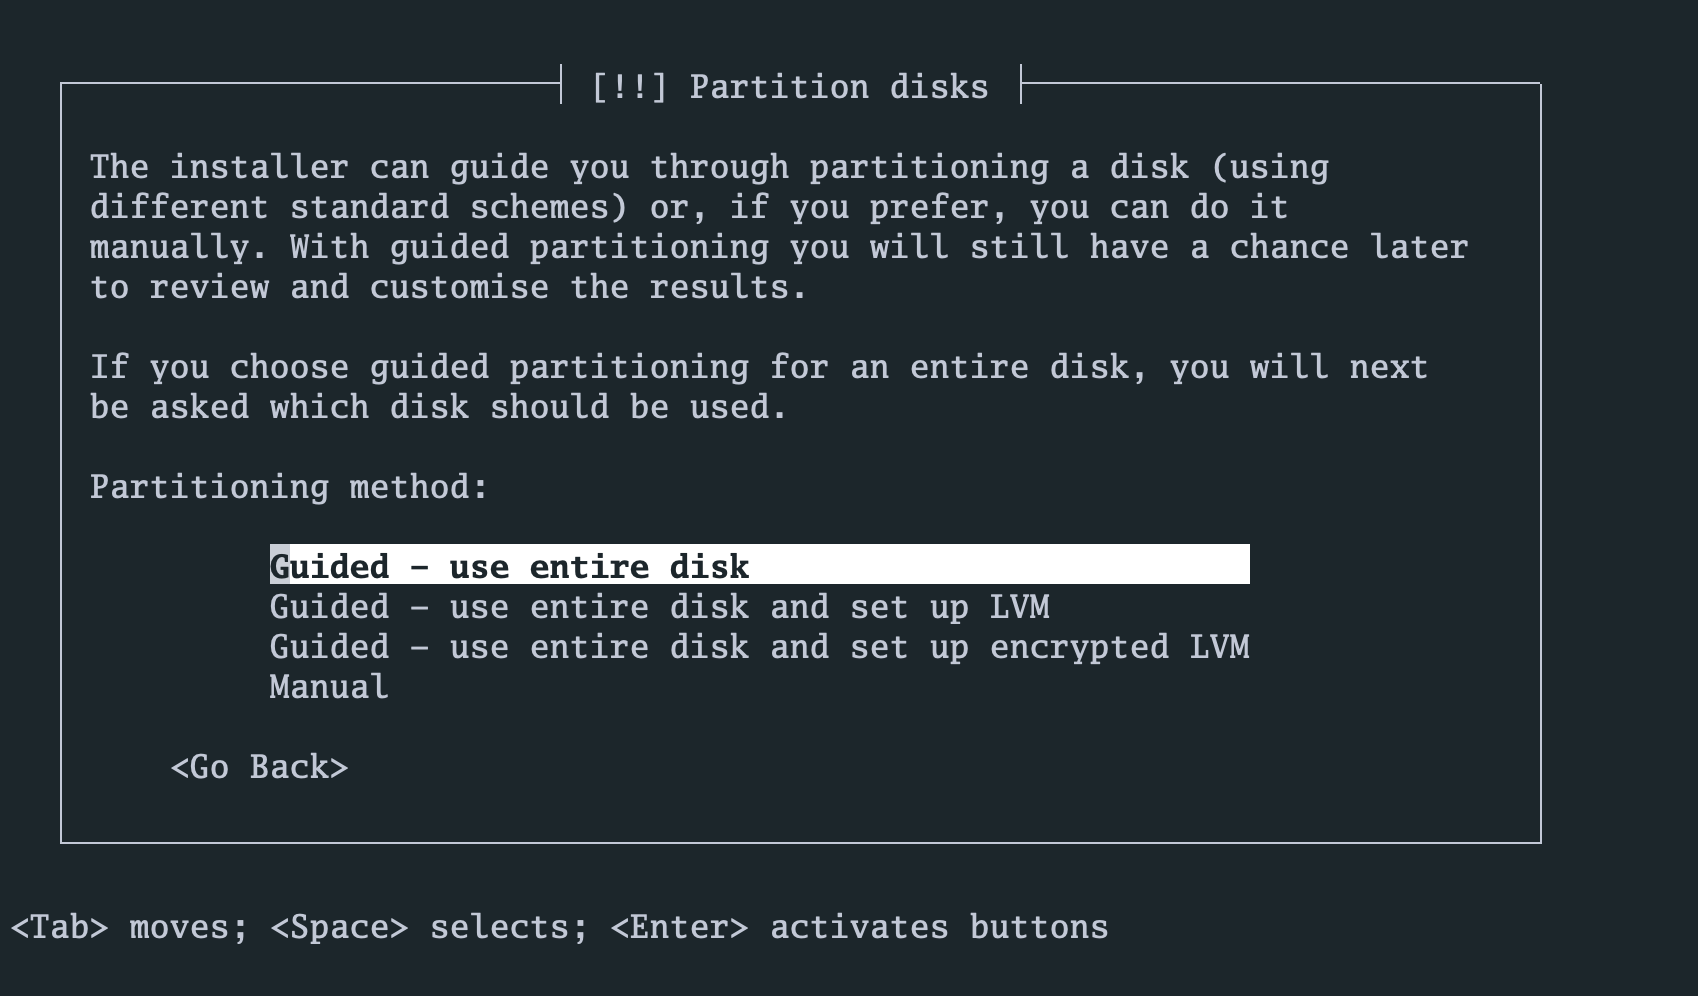 [!!] Partition disks
The installer can guide you through partitioning a disk (using
different standard schemes) or, if you prefer, you can do it
manually. With guided partitioning you will still have a chance later
to review and customise the results.
If you choose guided partitioning for an entire disk, you will next
be asked which disk should be used.
Partitioning method:
Guided - use entire disk
Guided - use entire disk and set up LVM
Guided - use entire disk and set up encrypted LVM
Manual
<Go Back>
<Tab> moves; <Space> selects; <Enter> activates buttons